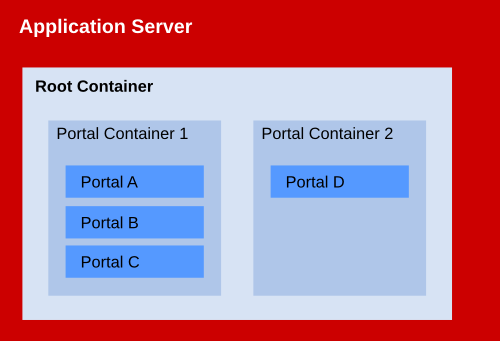 Application Server
Root Container
Portal Container 1
Portal A
Portal B
Portal C
Portal Container 2
Portal D